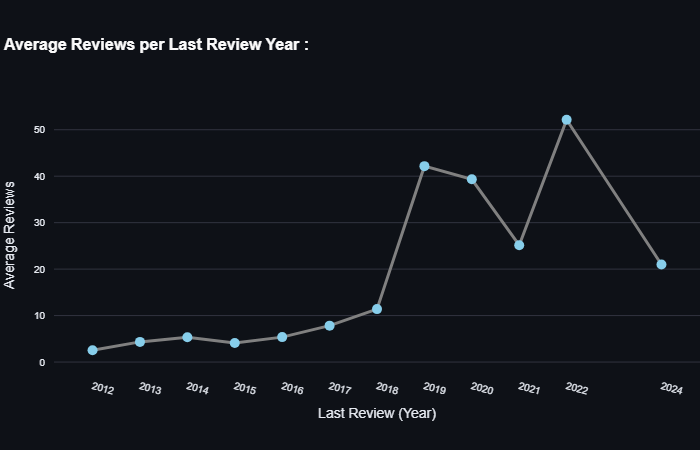 Average Reviews per Last Review Year :
50
40
30
20
10
0
Average Reviews
2012 2013 2014 2015 2016 2017 2018 2019 2020 2021 2022 2024
Last Review (Year)